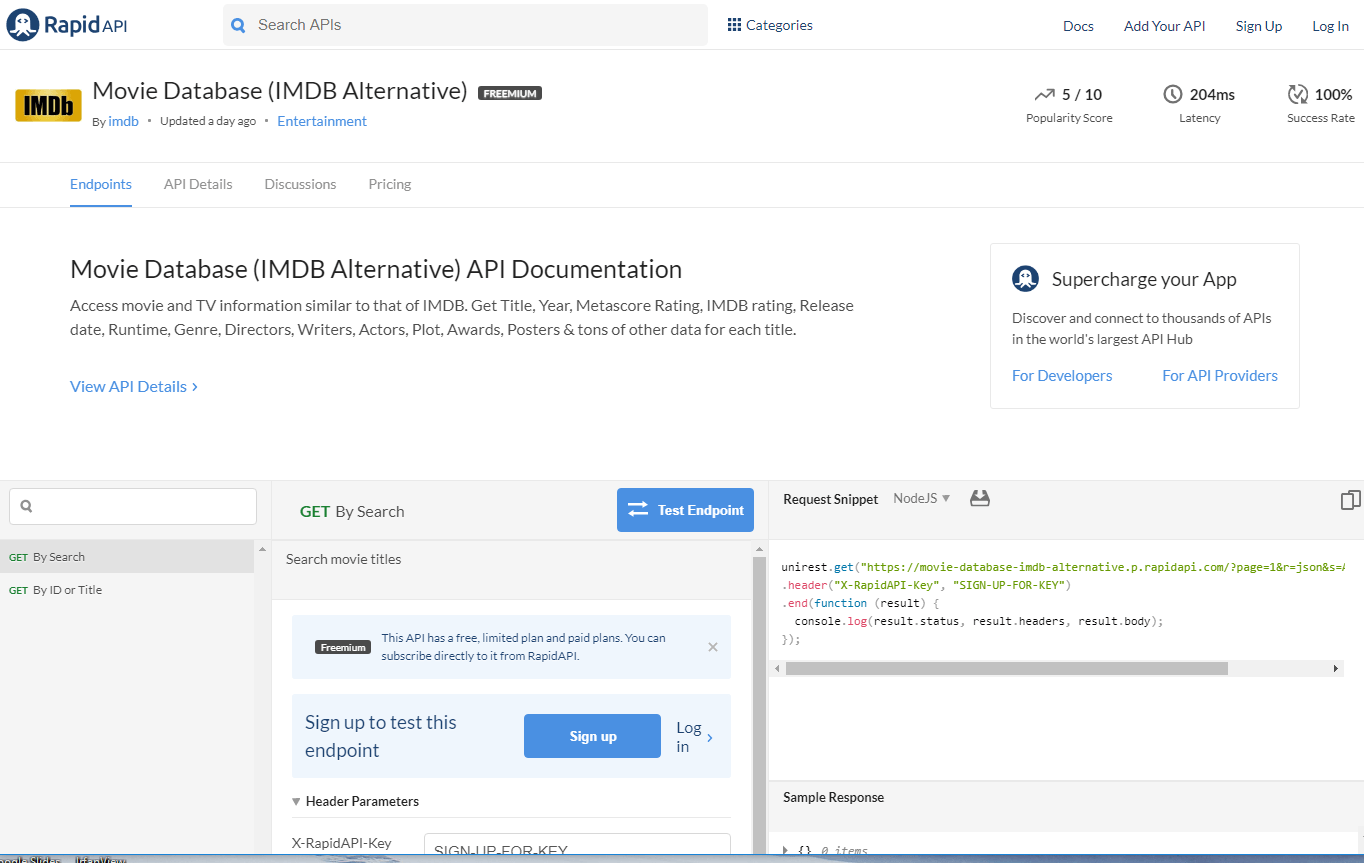 Rapid API
Search APIs
Categories
Docs
Add Your API
Sign Up
Log In
IMDb
Movie Database (IMDB Alternative) FREEMIUM
By imdb • Updated a day ago • Entertainment
5 / 10
Popularity Score
204ms
Latency
100%
Success Rate
Endpoints
API Details
Discussions
Pricing
Movie Database (IMDB Alternative) API Documentation
Access movie and TV information similar to that of IMDB. Get Title, Year, Metascore Rating, IMDB rating, Release
date, Runtime, Genre, Directors, Writers, Actors, Plot, Awards, Posters & tons of other data for each title.
View API Details ›
Supercharge your App
Discover and connect to thousands of APIs
in the world's largest API Hub
For Developers
For API Providers
GET By Search
GET By ID or Title
GET By Search
Test Endpoint
Search movie titles
Freemium
This API has a free, limited plan and paid plans. You can
subscribe directly to it from RapidAPI.
Sign up to test this
endpoint
Sign up
Log
in
Header Parameters
X-RapidAPI-Key
SIGN-UP-FOR-KEY
Request Snippet
NodeJS
unirest.get("https://movie-database-imdb-alternative.p.rapidapi.com/?page=1&r=json&s=A
.header("X-RapidAPI-Key", "SIGN-UP-FOR-KEY")
.end(function (result) {
console.log(result.status, result.headers, result.body);
});
Sample Response
{} 0 items